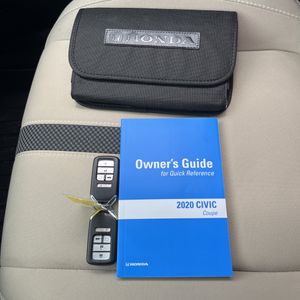 HONDA
Owner's Guide
for Quick Reference
2020 CIVIC
Coupe
HONDA